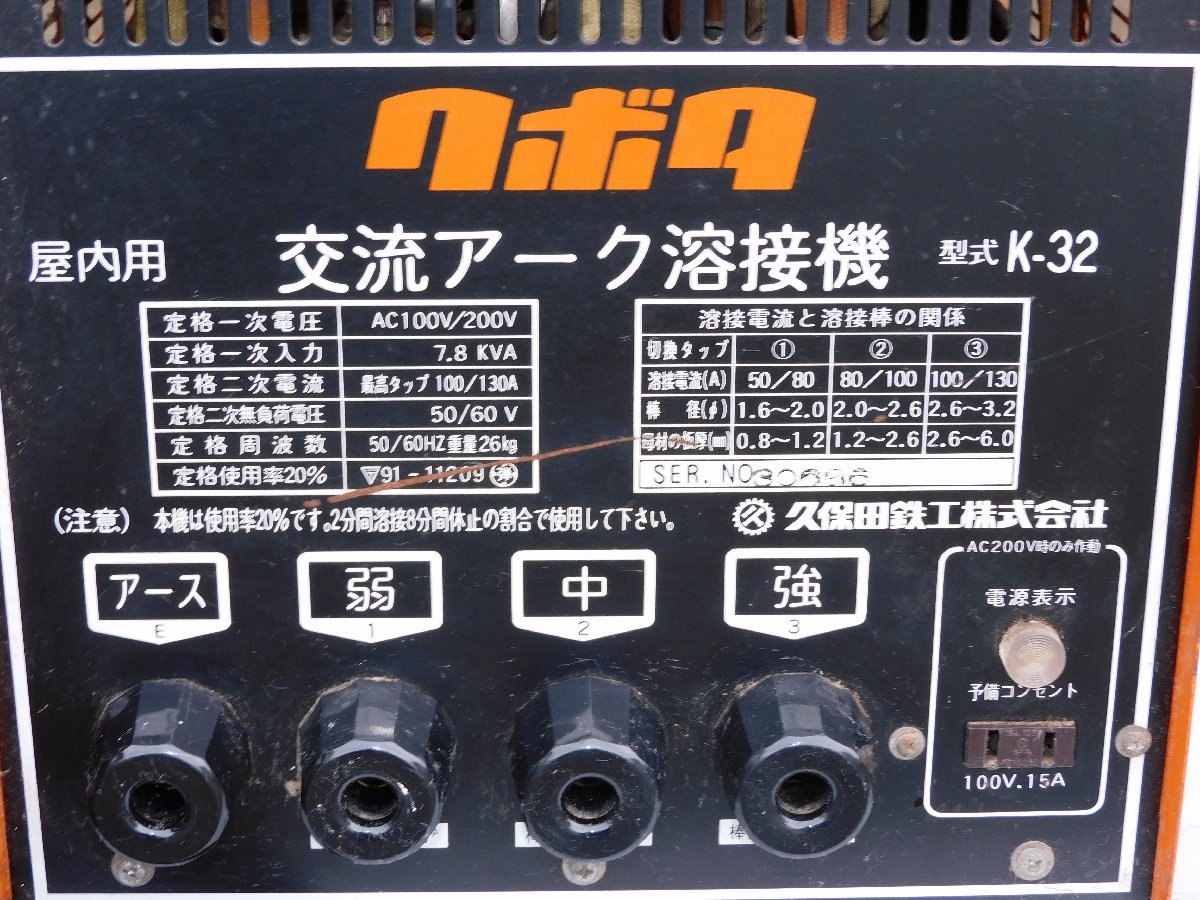 クボタ
屋内用 交流アーク溶接機 型式 K-32
定格一次電圧 AC100V/200V
定格一次入力 7.8 KVA
定格二次電流 最高タップ 100/130A
定格二次無負荷電圧 50/60 V
定格周波数 50/60HZ 重量26kg
定格使用率20% ▽91-11209
溶接電流と溶接棒の関係
切換タップ ① ② ③
溶接電流(A) 50/80 80/100 100/130
棒 径(φ) 1.6〜2.0 2.0〜2.6 2.6〜3.2
母材の板厚(㎜) 0.8〜1.2 1.2〜2.6 2.6〜6.0
SER. NO
(注意) 本機は使用率20%です。2分間溶接8分間休止の割合で使用して下さい。
久保田鉄工株式会社
アース 弱 中 強
E 1 2 3
AC200V時のみ作動
電源表示
予備コンセント
100V.15A
棒